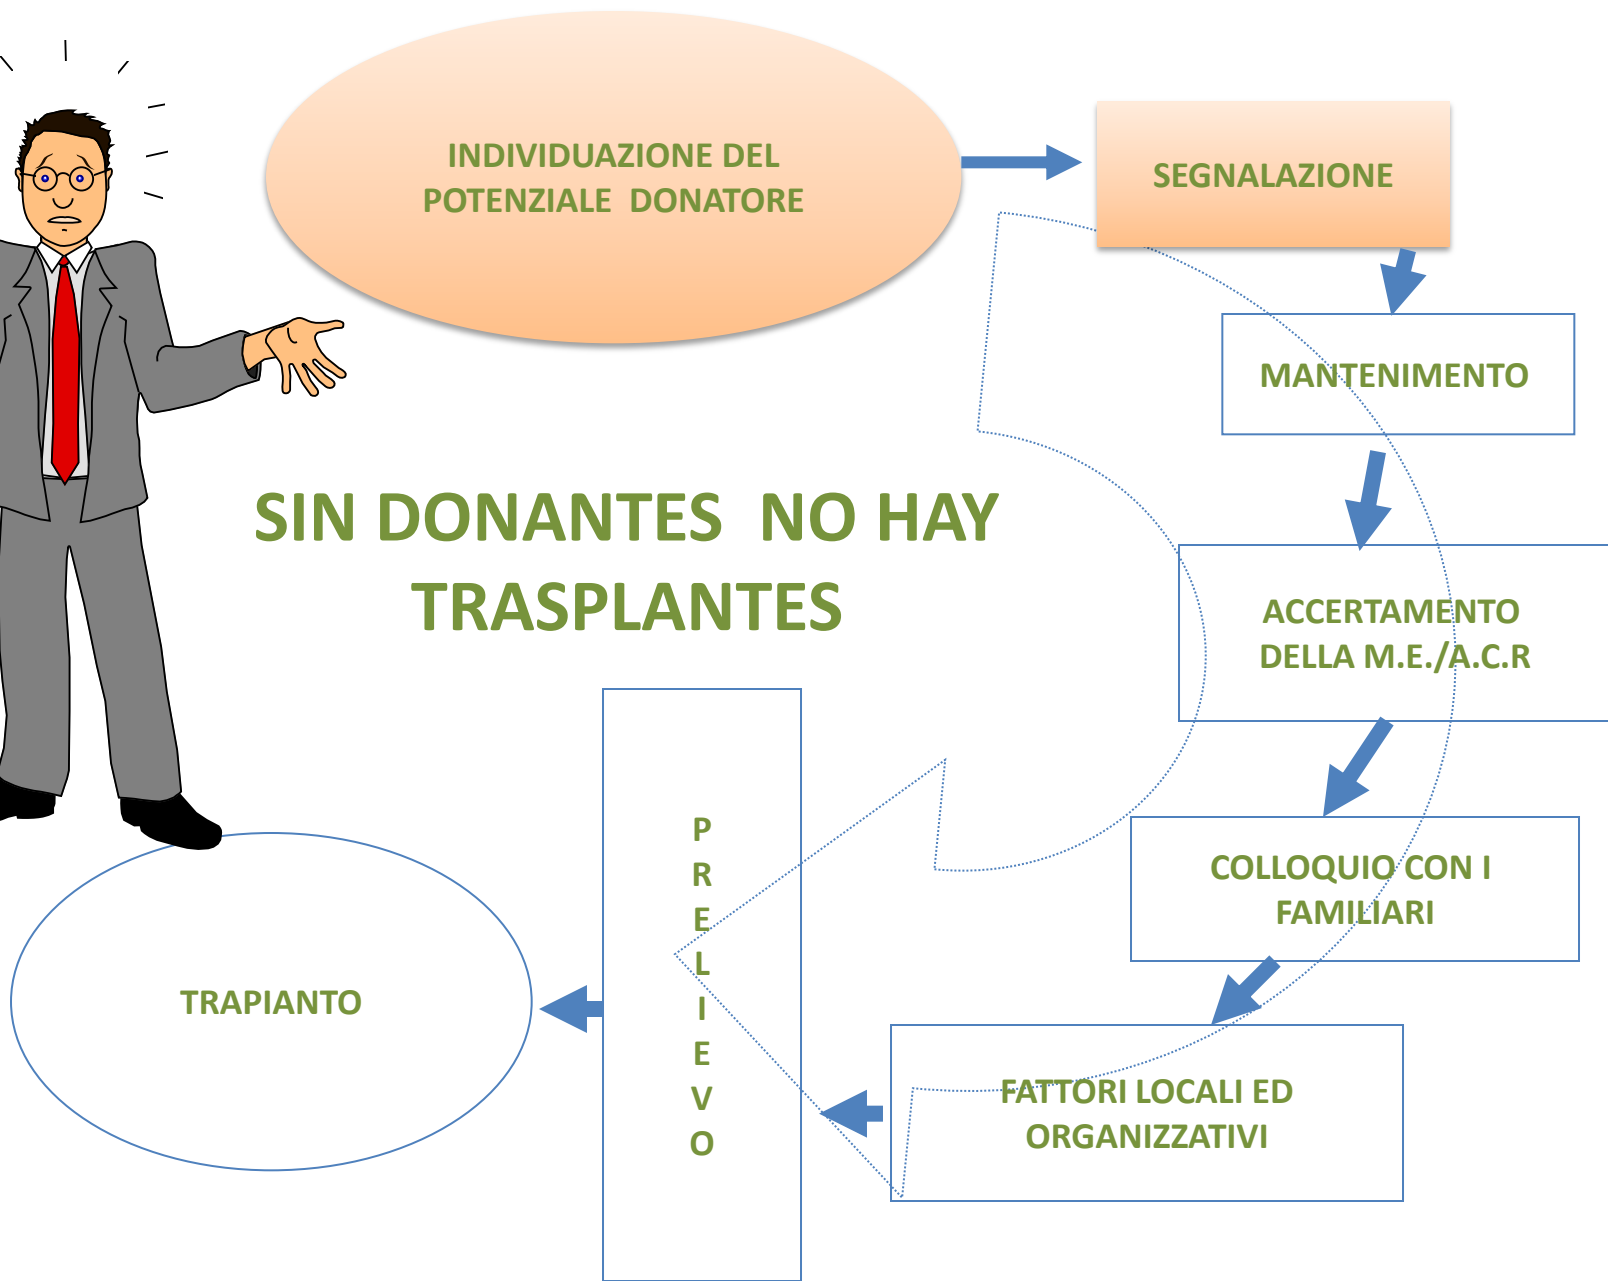 INDIVIDUAZIONE DEL
POTENZIALE DONATORE
SEGNALAZIONE
MANTENIMENTO
SIN DONANTES NO HAY
TRASPLANTES
ACCERTAMENTO
DELLA M.E./A.C.R
COLLOQUIO CON I
FAMILIARI
FATTORI LOCALI ED
ORGANIZZATIVI
P
R
E
L
I
E
V
O
TRAPIANTO